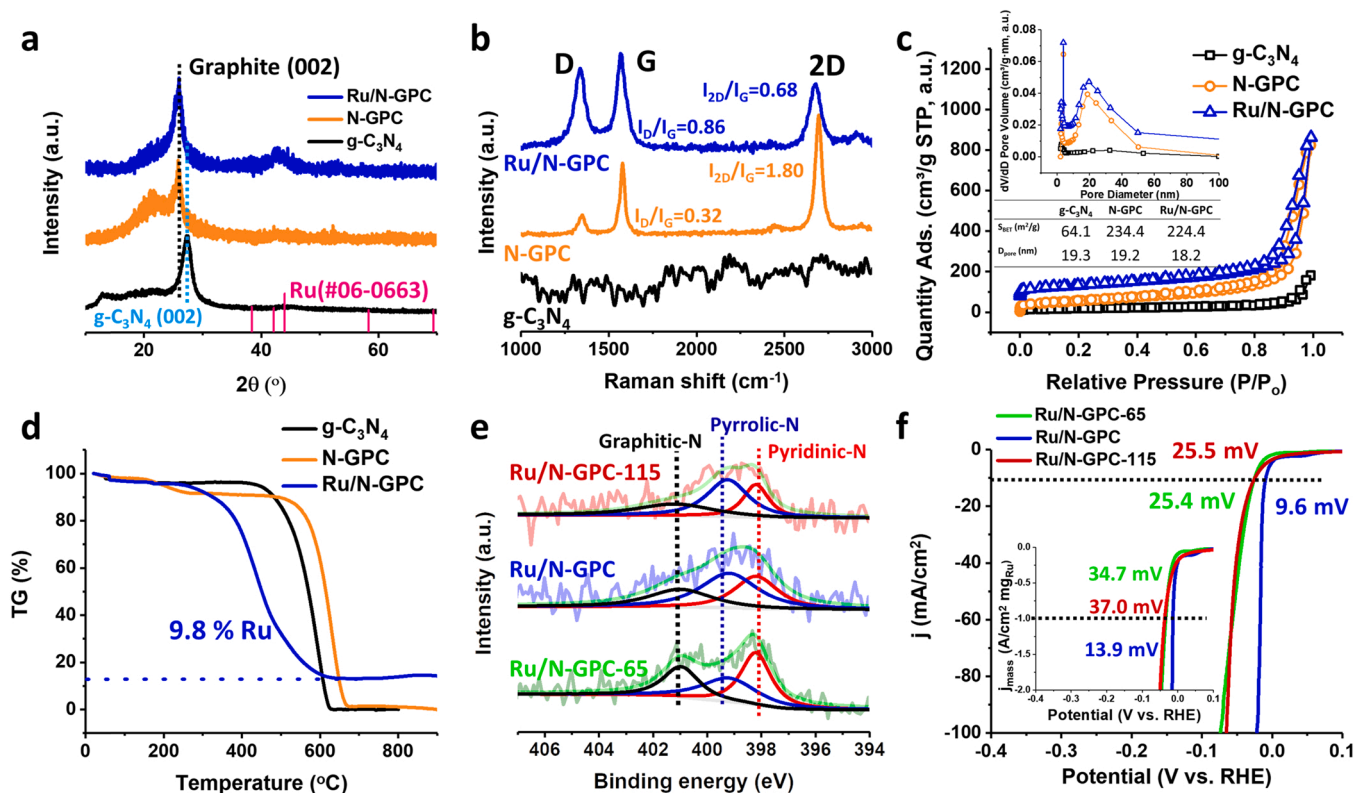 a
Graphite (002)
Ru/N-GPC
N-GPC
g-C₃N₄
Ru(#06-0663)
g-C₃N₄ (002)
Intensity (a.u.)
20 40 60
2θ (°)
b
D G 2D
I2D/IG=0.68
ID/IG=0.86
Ru/N-GPC
I2D/IG=1.80
ID/IG=0.32
N-GPC
g-C₃N₄
Intensity (a.u.)
1000 1500 2000 2500 3000
Raman shift (cm⁻¹)
c
g-C₃N₄
N-GPC
Ru/N-GPC
Quantity Ads. (cm³/g STP, a.u.)
1200
1000
800
600
400
200
0
0.0 0.2 0.4 0.6 0.8 1.0
Relative Pressure (P/Po)
dV/dD Pore Volume (cm³/g·nm, a.u.)
0.08
0.06
0.04
0.02
0.00
0 20 40 60 80 100
Pore Diameter (nm)
g-C₃N₄ N-GPC Ru/N-GPC
SBET (m²/g) 64.1 234.4 224.4
Dpore (nm) 19.3 19.2 18.2
d
g-C₃N₄
N-GPC
Ru/N-GPC
9.8 % Ru
TG (%)
100
80
60
40
20
0
0 200 400 600 800
Temperature (°C)
e
Graphitic-N
Pyrrolic-N
Pyridinic-N
Ru/N-GPC-115
Ru/N-GPC
Ru/N-GPC-65
Intensity (a.u.)
406 404 402 400 398 396 394
Binding energy (eV)
f
Ru/N-GPC-65
Ru/N-GPC
Ru/N-GPC-115
25.5 mV
25.4 mV
9.6 mV
j (mA/cm²)
0
-20
-40
-60
-80
-100
-0.4 -0.3 -0.2 -0.1 0.0 0.1
Potential (V vs. RHE)
34.7 mV
37.0 mV
13.9 mV
jmass (A/cm² mgRu)
0.0
-0.5
-1.0
-1.5
-2.0
-0.4 -0.3 -0.2 -0.1 0.0 0.1
Potential (V vs. RHE)